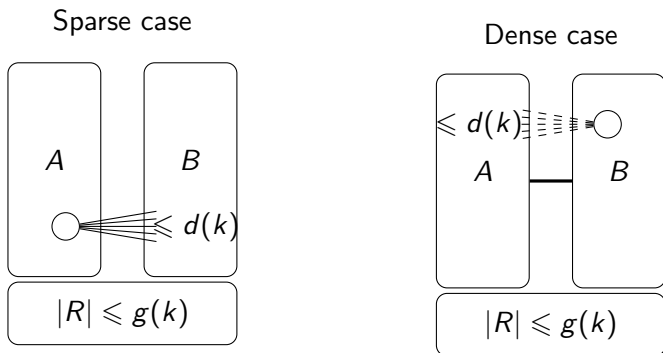 Sparse case
A
B
⩽ d(k)
|R| ⩽ g(k)
Dense case
⩽ d(k)
A
B
|R| ⩽ g(k)